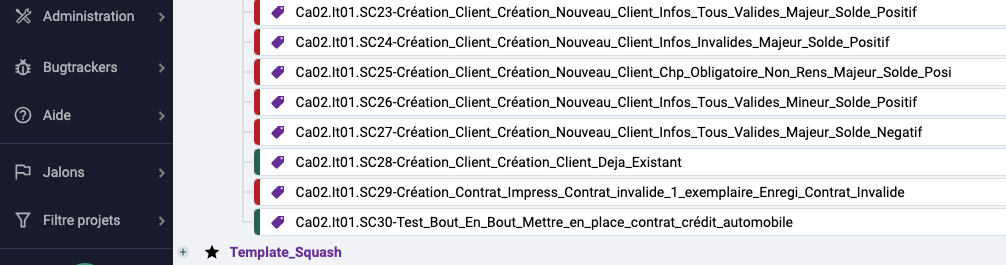 Administration
Bugtrackers
Aide
Jalons
Filtre projets
Ca02.It01.SC23-Création_Client_Création_Nouveau_Client_Infos_Tous_Valides_Majeur_Solde_Positif
Ca02.It01.SC24-Création_Client_Création_Nouveau_Client_Infos_Invalides_Majeur_Solde_Positif
Ca02.It01.SC25-Création_Client_Création_Nouveau_Client_Chp_Obligatoire_Non_Rens_Majeur_Solde_Posi
Ca02.It01.SC26-Création_Client_Création_Nouveau_Client_Infos_Tous_Valides_Mineur_Solde_Positif
Ca02.It01.SC27-Création_Client_Création_Nouveau_Client_Infos_Tous_Valides_Majeur_Solde_Negatif
Ca02.It01.SC28-Création_Client_Création_Client_Deja_Existant
Ca02.It01.SC29-Création_Contrat_Impress_Contrat_invalide_1_exemplaire_Enregi_Contrat_Invalide
Ca02.It01.SC30-Test_Bout_En_Bout_Mettre_en_place_contrat_crédit_automobile
Template_Squash